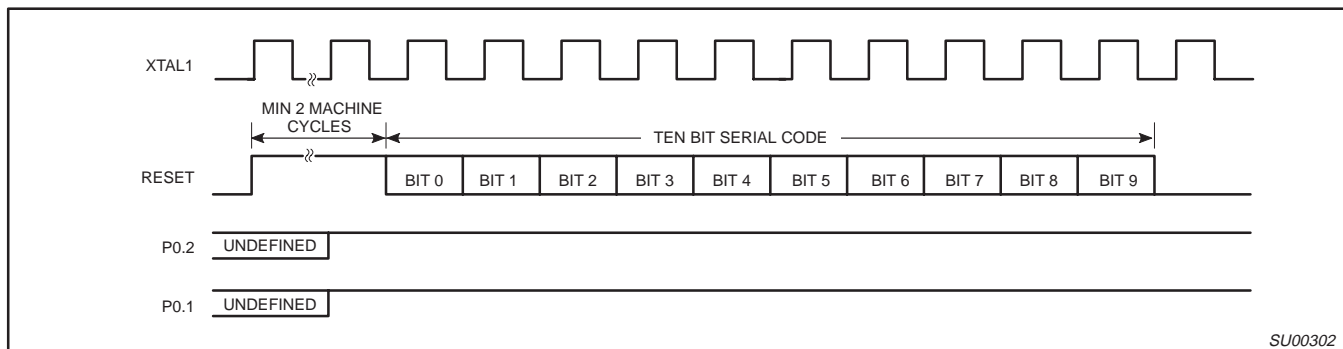 XTAL1
MIN 2 MACHINE
CYCLES
TEN BIT SERIAL CODE
RESET
BIT 0 BIT 1 BIT 2 BIT 3 BIT 4 BIT 5 BIT 6 BIT 7 BIT 8 BIT 9
P0.2 UNDEFINED
P0.1 UNDEFINED
SU00302